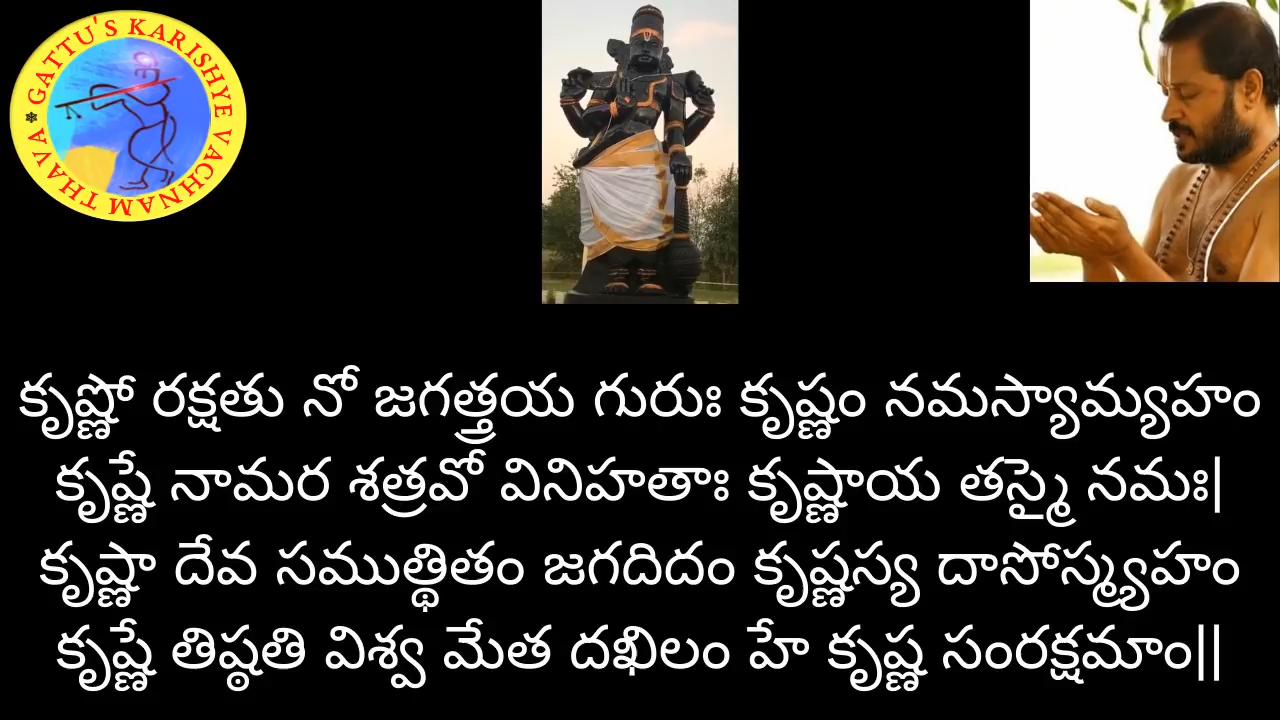 GATTU'S KARISHYE VACHNAM THAVA
కృష్ణో రక్షతు నో జగత్త్రయ గురుః కృష్ణం నమస్యామ్యహం
కృష్ణే నామర శత్రవో వినిహతాః కృష్ణాయ తస్మై నమః|
కృష్ణా దేవ సముత్థితం జగదిదం కృష్ణస్య దాసోస్మ్యహం
కృష్ణే తిష్ఠతి విశ్వ మేత దఖిలం హే కృష్ణ సంరక్షమాం||